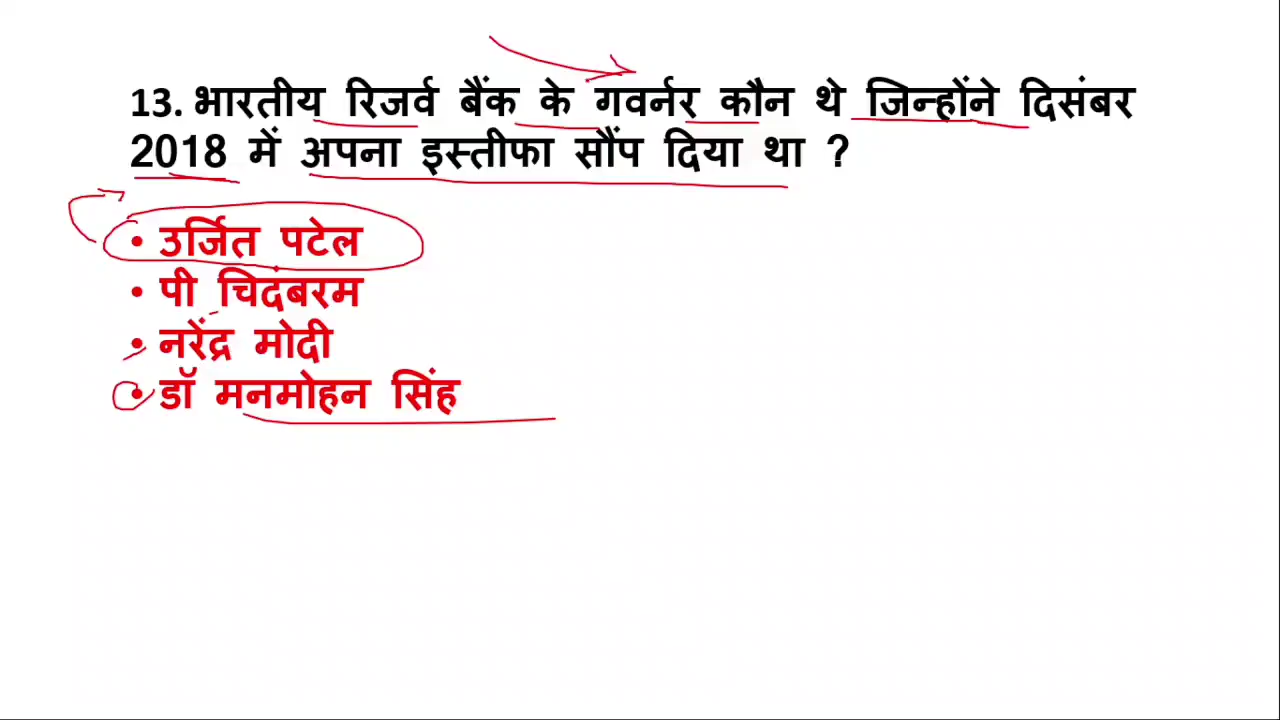 13. भारतीय रिजर्व बैंक के गवर्नर कौन थे जिन्होंने दिसंबर
2018 में अपना इस्तीफा सौंप दिया था ?
• उर्जित पटेल
• पी चिदंबरम
• नरेंद्र मोदी
• डॉ मनमोहन सिंह